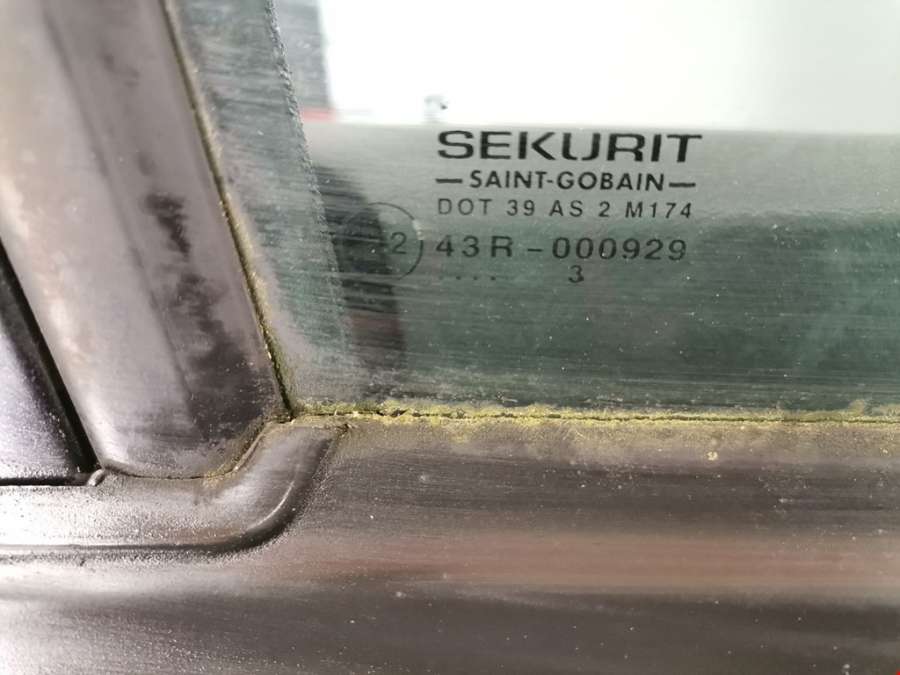 SEKURIT
SAINT-GOBAIN
DOT 39 AS 2 M174
2 43R-000929
.... 3